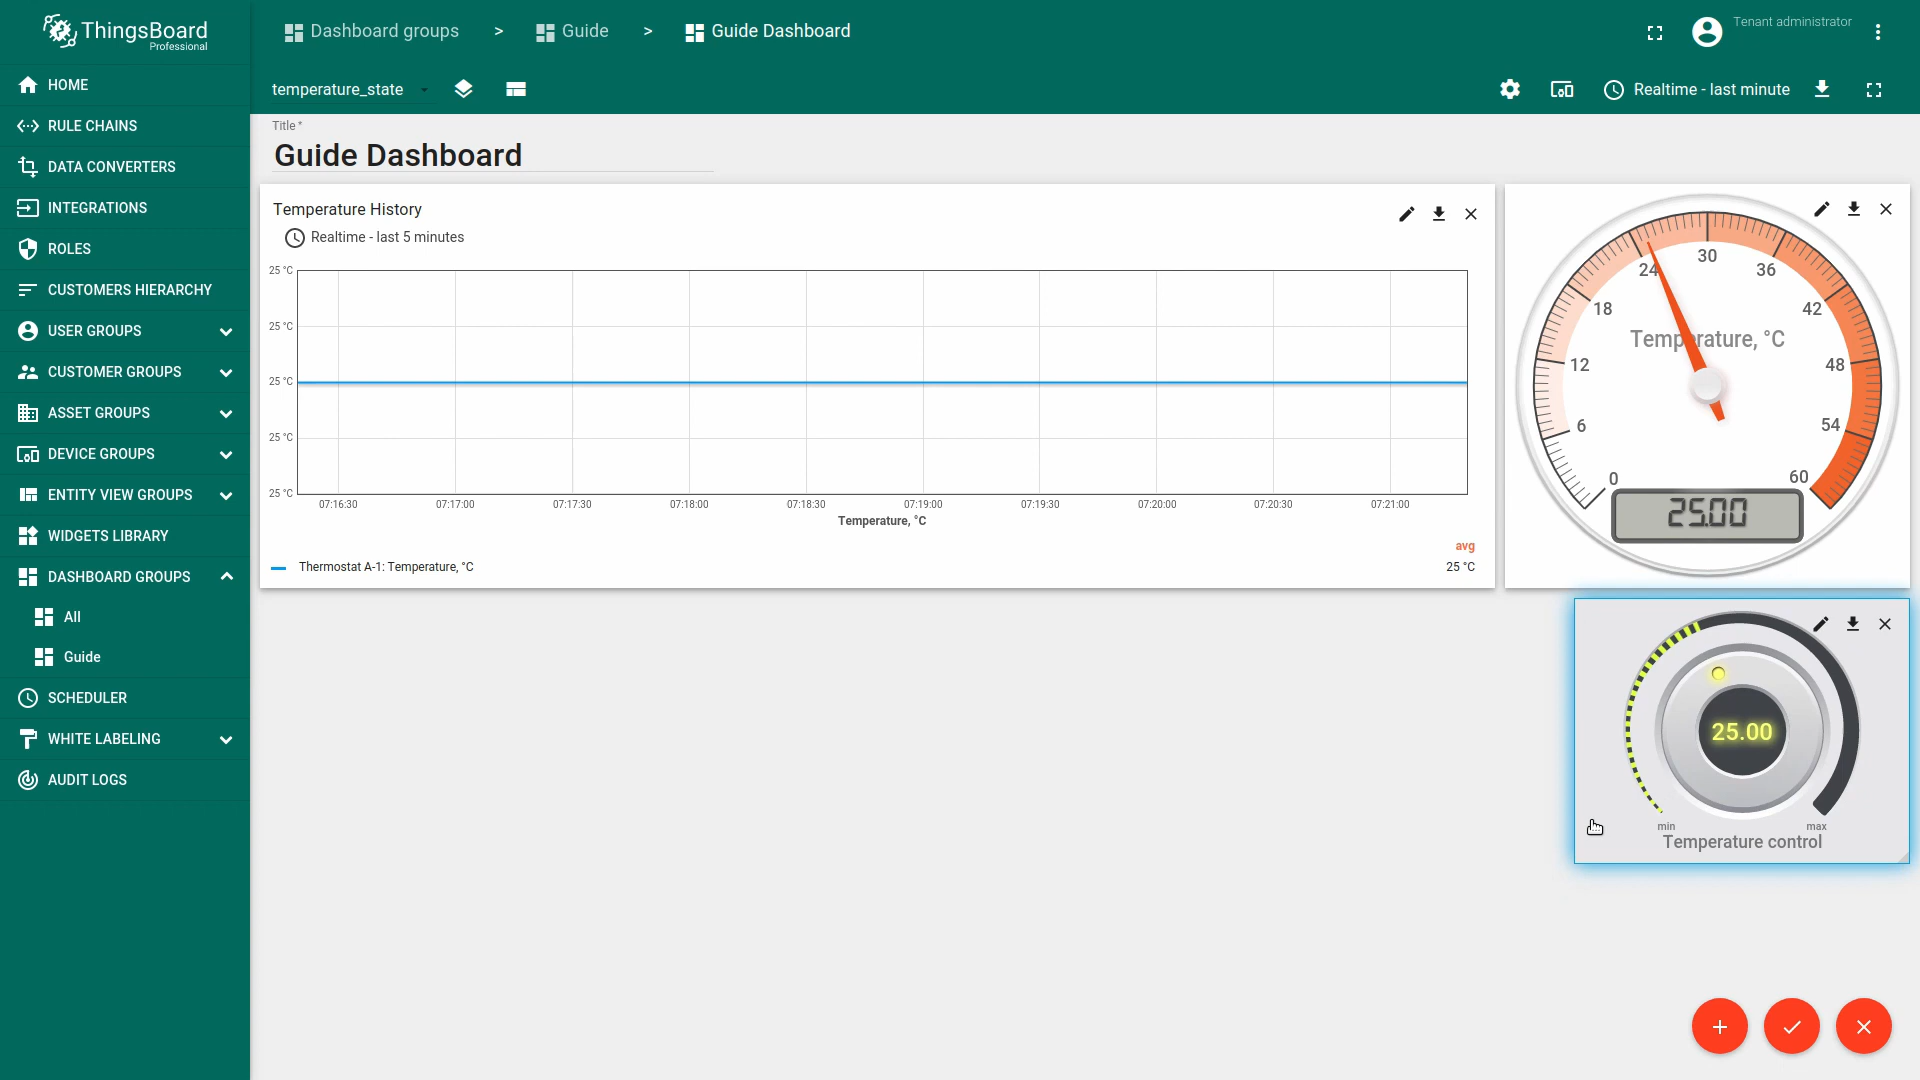 ThingsBoard
Professional
Dashboard groups > Guide > Guide Dashboard
Tenant administrator
temperature_state
Realtime - last minute
HOME
RULE CHAINS
DATA CONVERTERS
INTEGRATIONS
ROLES
CUSTOMERS HIERARCHY
USER GROUPS
CUSTOMER GROUPS
ASSET GROUPS
DEVICE GROUPS
ENTITY VIEW GROUPS
WIDGETS LIBRARY
DASHBOARD GROUPS
All
Guide
SCHEDULER
WHITE LABELING
AUDIT LOGS
Title *
Guide Dashboard
Temperature History
Realtime - last 5 minutes
25 °C
25 °C
25 °C
25 °C
25 °C
07:16:30 07:17:00 07:17:30 07:18:00 07:18:30 07:19:00 07:19:30 07:20:00 07:20:30 07:21:00
Temperature, °C
avg
Thermostat A-1: Temperature, °C 25 °C
0
6
12
18
24
30
36
42
48
54
60
Temperature, °C
25.00
25.00
min max
Temperature control